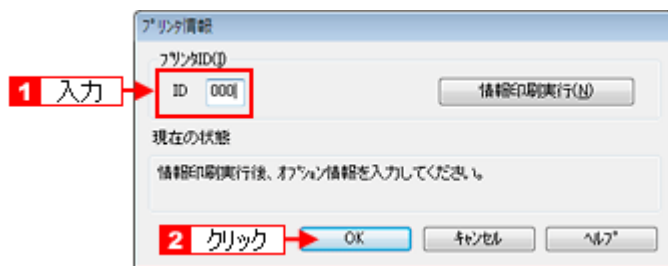 プリンタ情報
プリンタID(I)
1 入力
ID 000
情報印刷実行(N)
現在の状態
情報印刷実行後、オプション情報を入力してください。
2 クリック
OK キャンセル ヘルプ